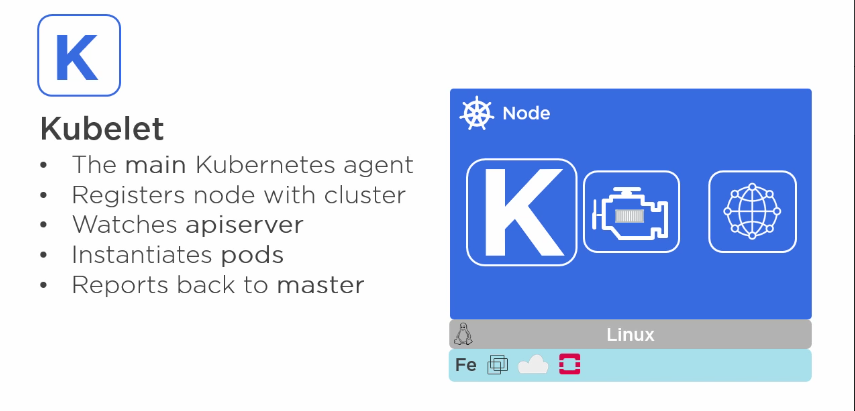 K
Kubelet
• The main Kubernetes agent
• Registers node with cluster
• Watches apiserver
• Instantiates pods
• Reports back to master
Node
K
Linux
Fe